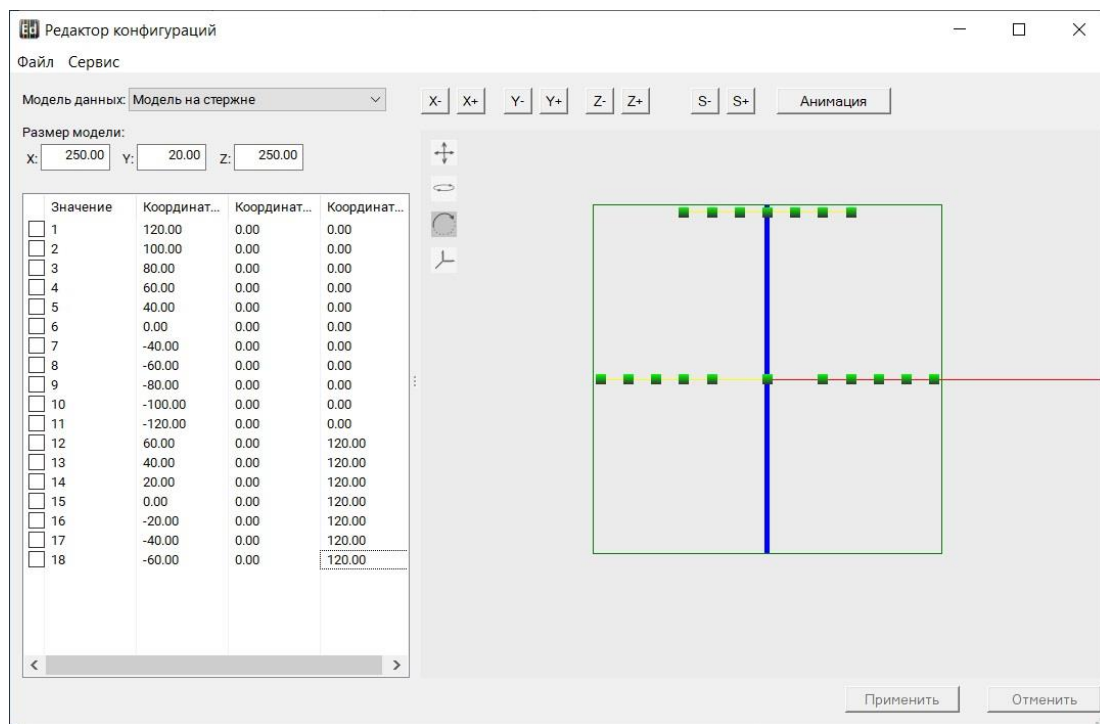 Ed Редактор конфигураций
Файл Сервис
Модель данных: Модель на стержне
X- X+ Y- Y+ Z- Z+ S- S+ Анимация
Размер модели:
X: 250.00 Y: 20.00 Z: 250.00
Значение Координат... Координат... Координат...
1 120.00 0.00 0.00
2 100.00 0.00 0.00
3 80.00 0.00 0.00
4 60.00 0.00 0.00
5 40.00 0.00 0.00
6 0.00 0.00 0.00
7 -40.00 0.00 0.00
8 -60.00 0.00 0.00
9 -80.00 0.00 0.00
10 -100.00 0.00 0.00
11 -120.00 0.00 0.00
12 60.00 0.00 120.00
13 40.00 0.00 120.00
14 20.00 0.00 120.00
15 0.00 0.00 120.00
16 -20.00 0.00 120.00
17 -40.00 0.00 120.00
18 -60.00 0.00 120.00
Применить Отменить